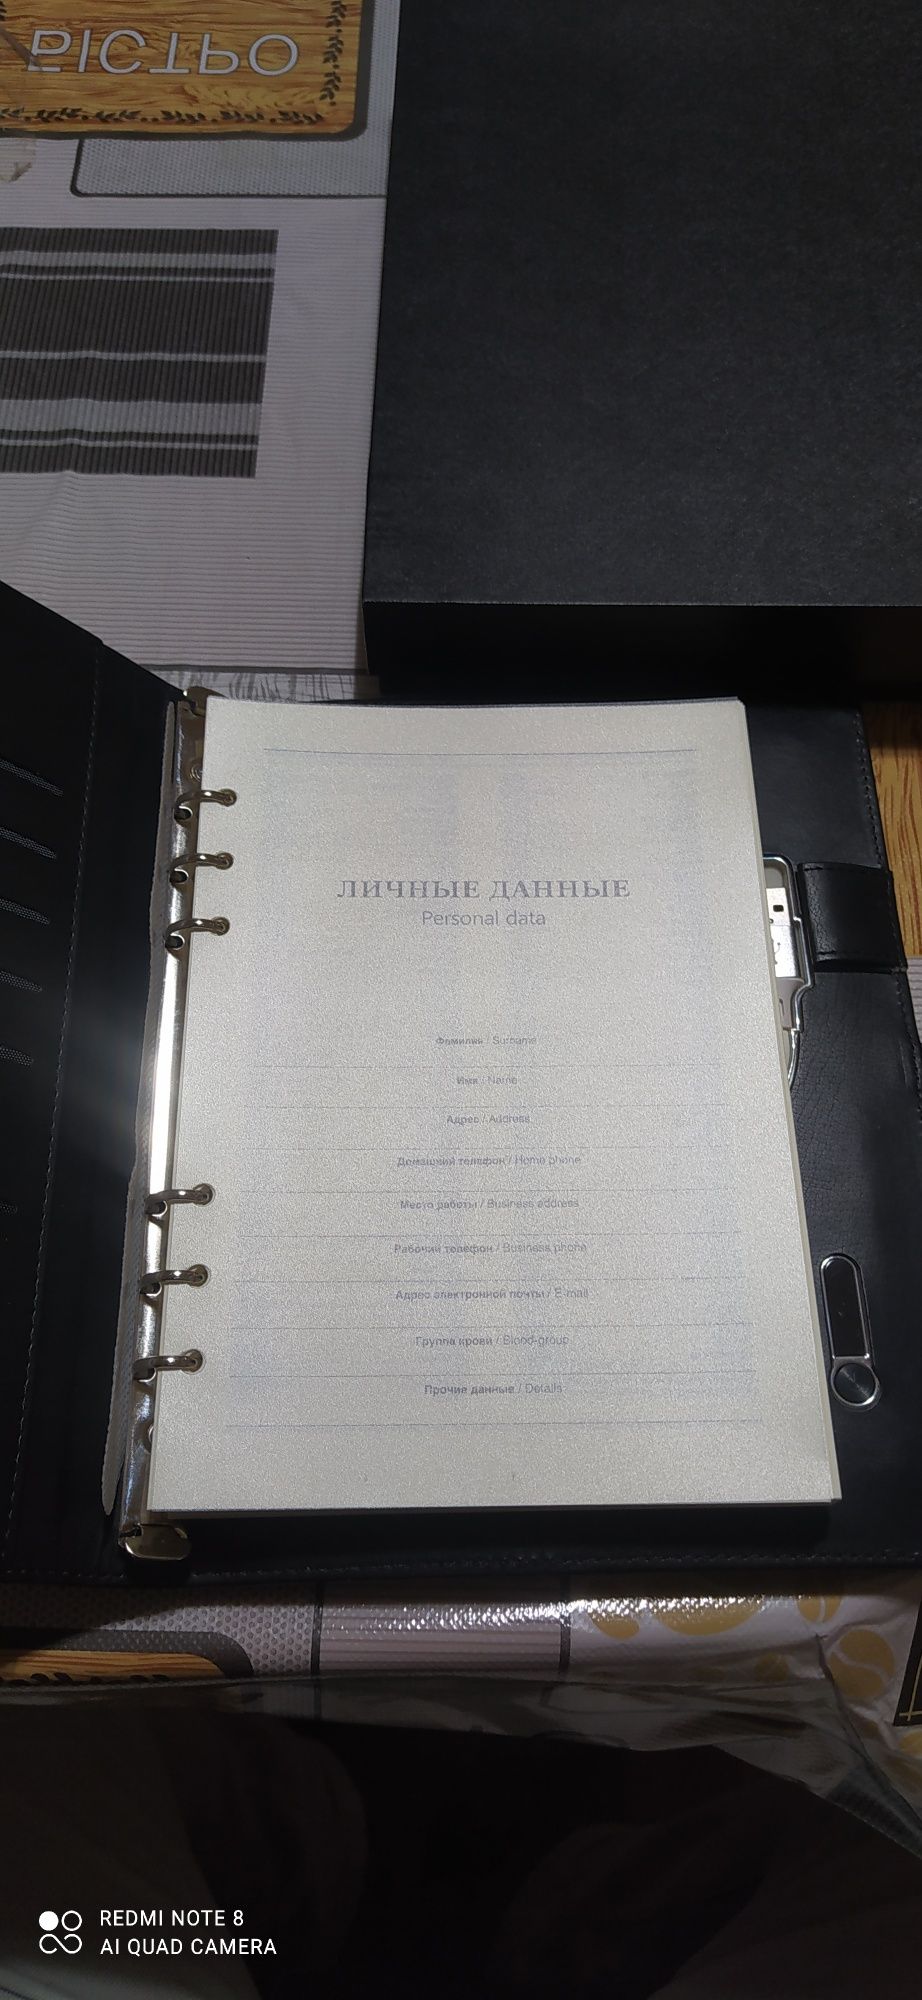 БІСТРО
ЛИЧНЫЕ ДАННЫЕ
Personal data
Фамилия / Surname
Имя / Name
Адрес / Address
Домашний телефон / Home phone
Место работы / Business address
Рабочий телефон / Business phone
Адрес электронной почты / E-mail
Группа крови / Blood-group
Прочие данные / Details
REDMI NOTE 8
AI QUAD CAMERA